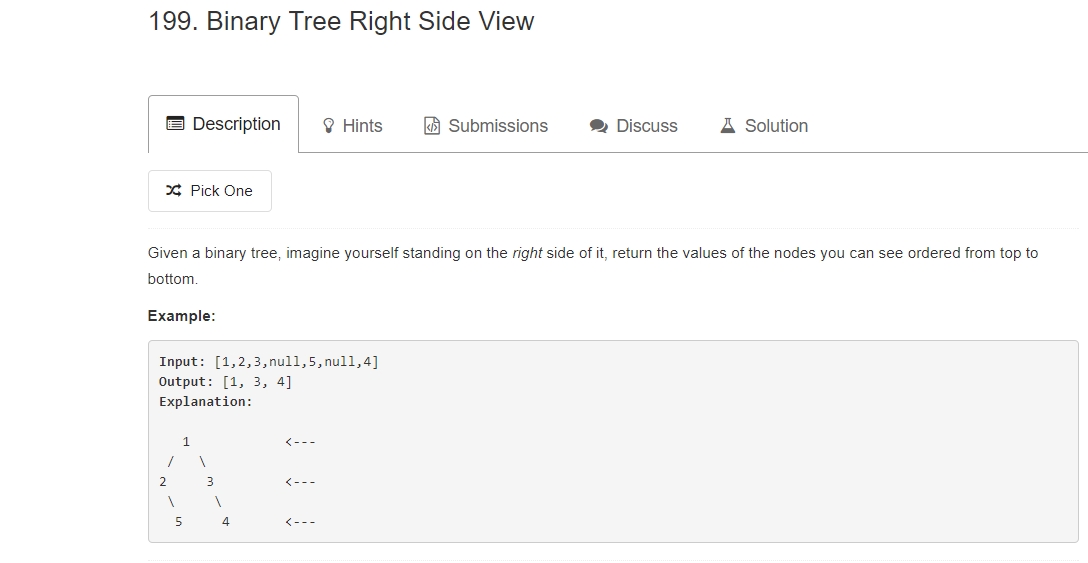 199. Binary Tree Right Side View
Description Hints Submissions Discuss Solution
Pick One
Given a binary tree, imagine yourself standing on the right side of it, return the values of the nodes you can see ordered from top to
bottom.
Example:
Input: [1,2,3,null,5,null,4]
Output: [1, 3, 4]
Explanation:
   1            <---
 /   \
2     3         <---
 \     \
  5     4       <---